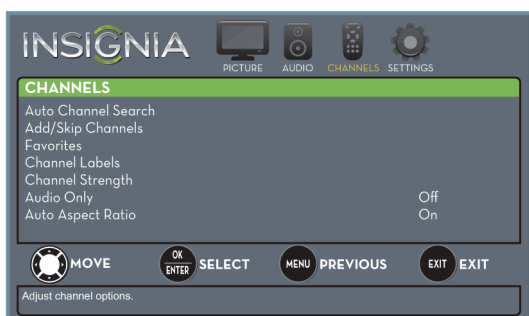 INSIGNIA
PICTURE AUDIO CHANNELS SETTINGS
CHANNELS
Auto Channel Search
Add/Skip Channels
Favorites
Channel Labels
Channel Strength
Audio Only Off
Auto Aspect Ratio On
MOVE OK ENTER SELECT MENU PREVIOUS EXIT EXIT
Adjust channel options.